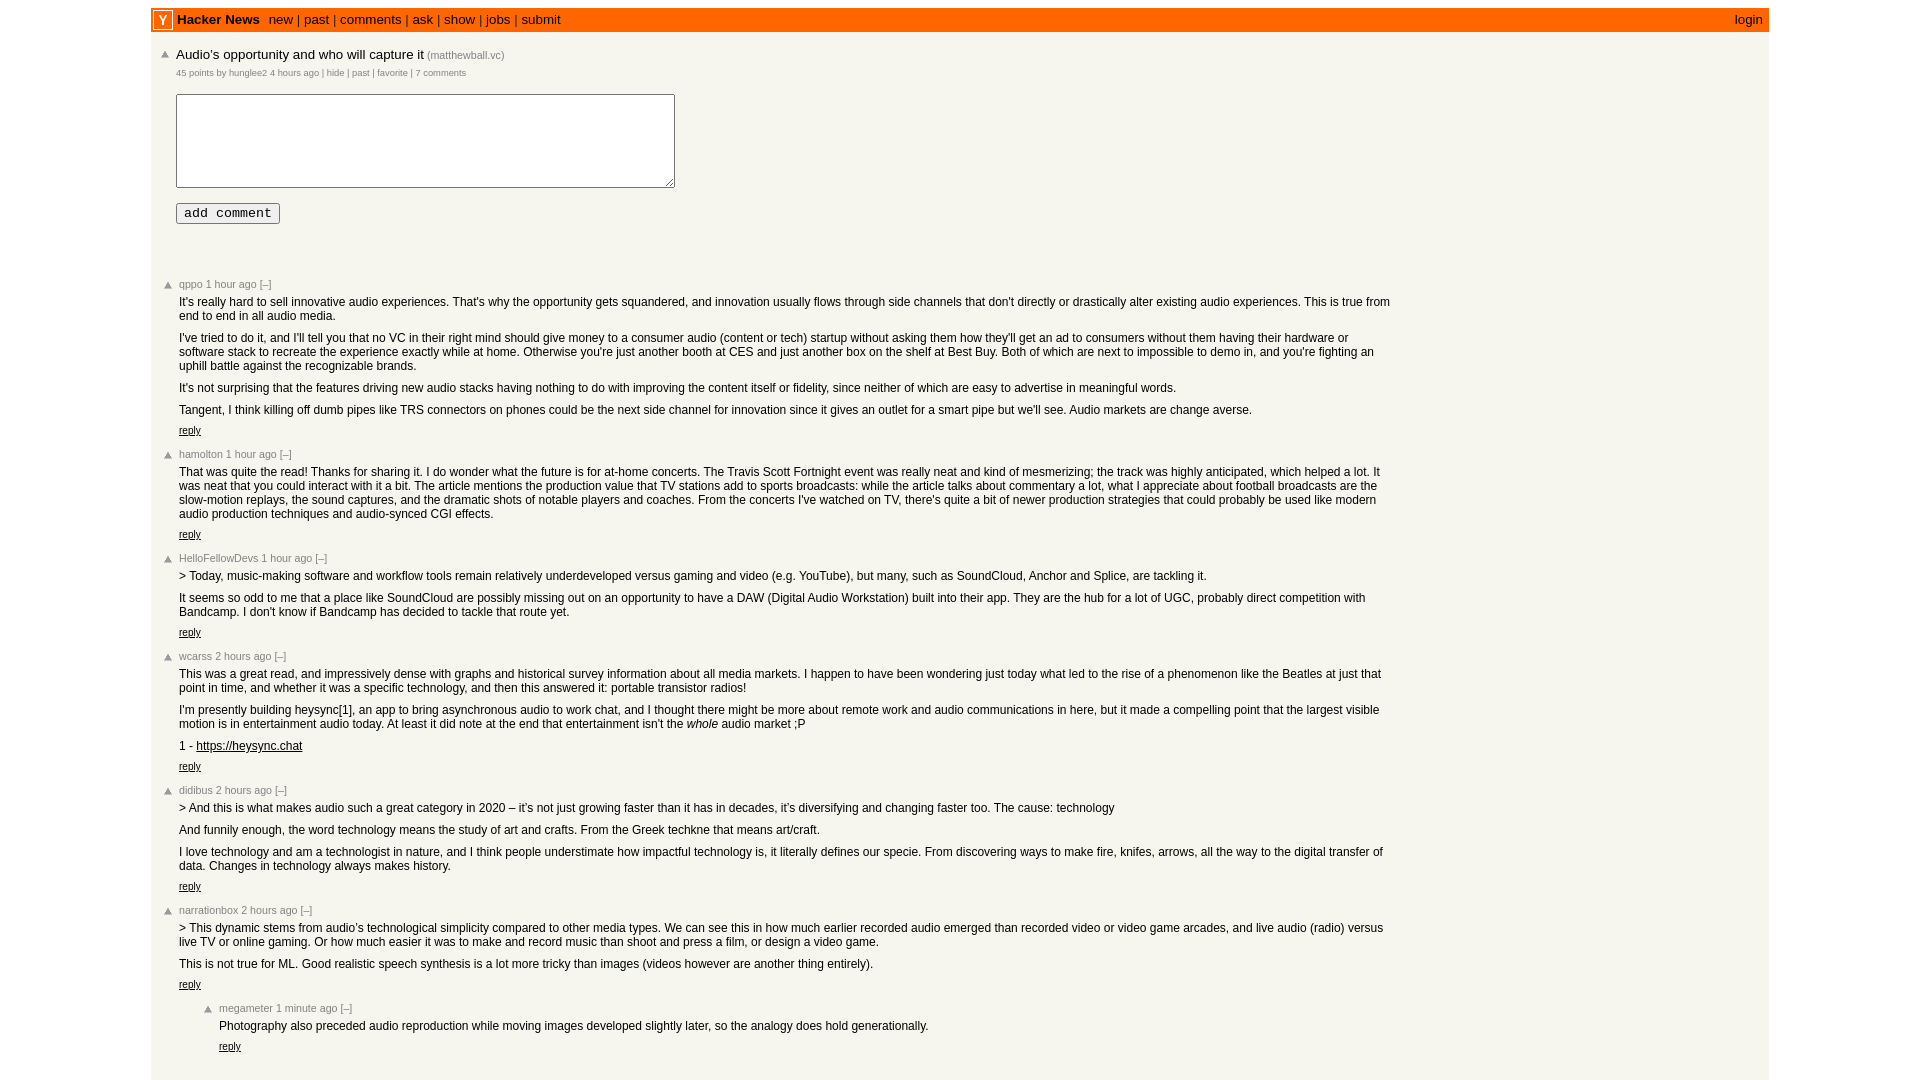 Y Hacker News new | past | comments | ask | show | jobs | submit login
Audio’s opportunity and who will capture it (matthewball.vc)
45 points by hunglee2 4 hours ago | hide | past | favorite | 7 comments
add comment
qppo 1 hour ago [–]
It's really hard to sell innovative audio experiences. That's why the opportunity gets squandered, and innovation usually flows through side channels that don't directly or drastically alter existing audio experiences. This is true from
end to end in all audio media.
I've tried to do it, and I'll tell you that no VC in their right mind should give money to a consumer audio (content or tech) startup without asking them how they'll get an ad to consumers without them having their hardware or
software stack to recreate the experience exactly while at home. Otherwise you're just another booth at CES and just another box on the shelf at Best Buy. Both of which are next to impossible to demo in, and you're fighting an
uphill battle against the recognizable brands.
It's not surprising that the features driving new audio stacks having nothing to do with improving the content itself or fidelity, since neither of which are easy to advertise in meaningful words.
Tangent, I think killing off dumb pipes like TRS connectors on phones could be the next side channel for innovation since it gives an outlet for a smart pipe but we'll see. Audio markets are change averse.
reply
hamolton 1 hour ago [–]
That was quite the read! Thanks for sharing it. I do wonder what the future is for at-home concerts. The Travis Scott Fortnight event was really neat and kind of mesmerizing; the track was highly anticipated, which helped a lot. It
was neat that you could interact with it a bit. The article mentions the production value that TV stations add to sports broadcasts: while the article talks about commentary a lot, what I appreciate about football broadcasts are the
slow-motion replays, the sound captures, and the dramatic shots of notable players and coaches. From the concerts I've watched on TV, there's quite a bit of newer production strategies that could probably be used like modern
audio production techniques and audio-synced CGI effects.
reply
HelloFellowDevs 1 hour ago [–]
> Today, music-making software and workflow tools remain relatively underdeveloped versus gaming and video (e.g. YouTube), but many, such as SoundCloud, Anchor and Splice, are tackling it.
It seems so odd to me that a place like SoundCloud are possibly missing out on an opportunity to have a DAW (Digital Audio Workstation) built into their app. They are the hub for a lot of UGC, probably direct competition with
Bandcamp. I don't know if Bandcamp has decided to tackle that route yet.
reply
wcarss 2 hours ago [–]
This was a great read, and impressively dense with graphs and historical survey information about all media markets. I happen to have been wondering just today what led to the rise of a phenomenon like the Beatles at just that
point in time, and whether it was a specific technology, and then this answered it: portable transistor radios!
I'm presently building heysync[1], an app to bring asynchronous audio to work chat, and I thought there might be more about remote work and audio communications in here, but it made a compelling point that the largest visible
motion is in entertainment audio today. At least it did note at the end that entertainment isn't the whole audio market ;P
1 - https://heysync.chat
reply
didibus 2 hours ago [–]
> And this is what makes audio such a great category in 2020 – it’s not just growing faster than it has in decades, it’s diversifying and changing faster too. The cause: technology
And funnily enough, the word technology means the study of art and crafts. From the Greek techkne that means art/craft.
I love technology and am a technologist in nature, and I think people understimate how impactful technology is, it literally defines our specie. From discovering ways to make fire, knifes, arrows, all the way to the digital transfer of
data. Changes in technology always makes history.
reply
narrationbox 2 hours ago [–]
> This dynamic stems from audio’s technological simplicity compared to other media types. We can see this in how much earlier recorded audio emerged than recorded video or video game arcades, and live audio (radio) versus
live TV or online gaming. Or how much easier it was to make and record music than shoot and press a film, or design a video game.
This is not true for ML. Good realistic speech synthesis is a lot more tricky than images (videos however are another thing entirely).
reply
megameter 1 minute ago [–]
Photography also preceded audio reproduction while moving images developed slightly later, so the analogy does hold generationally.
reply